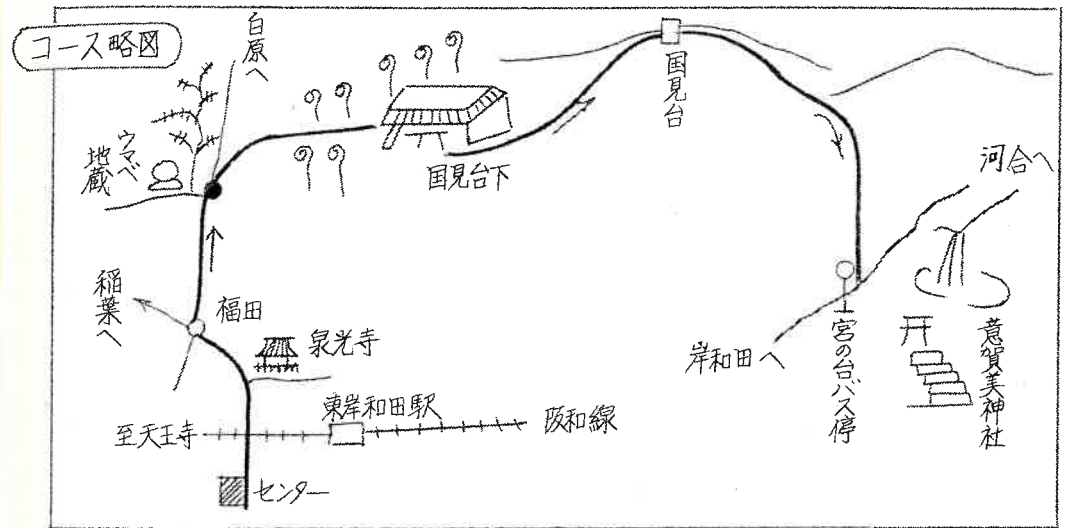 コース略図
白原へ
ウマベ
地蔵
国見台下
国見台
河合へ
稲葉へ
福田
泉光寺
東岸和田駅
至天王寺
阪和線
センター
岸和田へ
宮の台バス停
意賀美神社